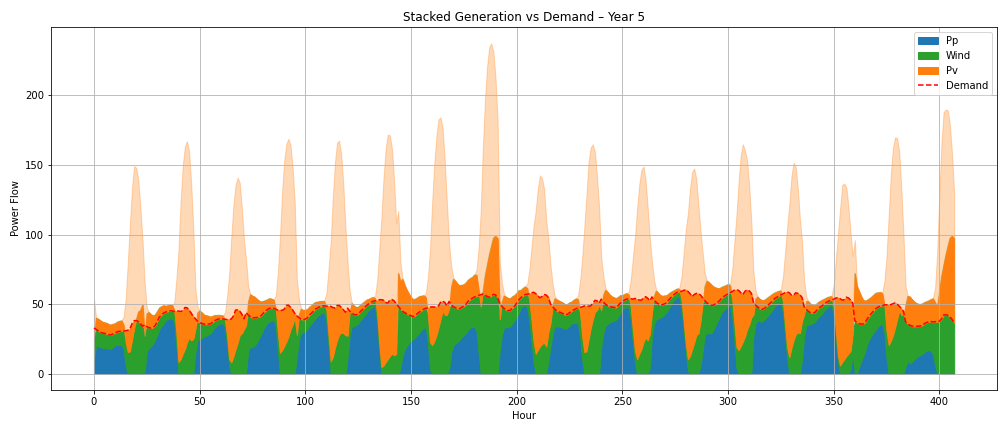 Stacked Generation vs Demand – Year 5
Pp
Wind
Pv
Demand
Power Flow
200
150
100
50
0
0 50 100 150 200 250 300 350 400
Hour